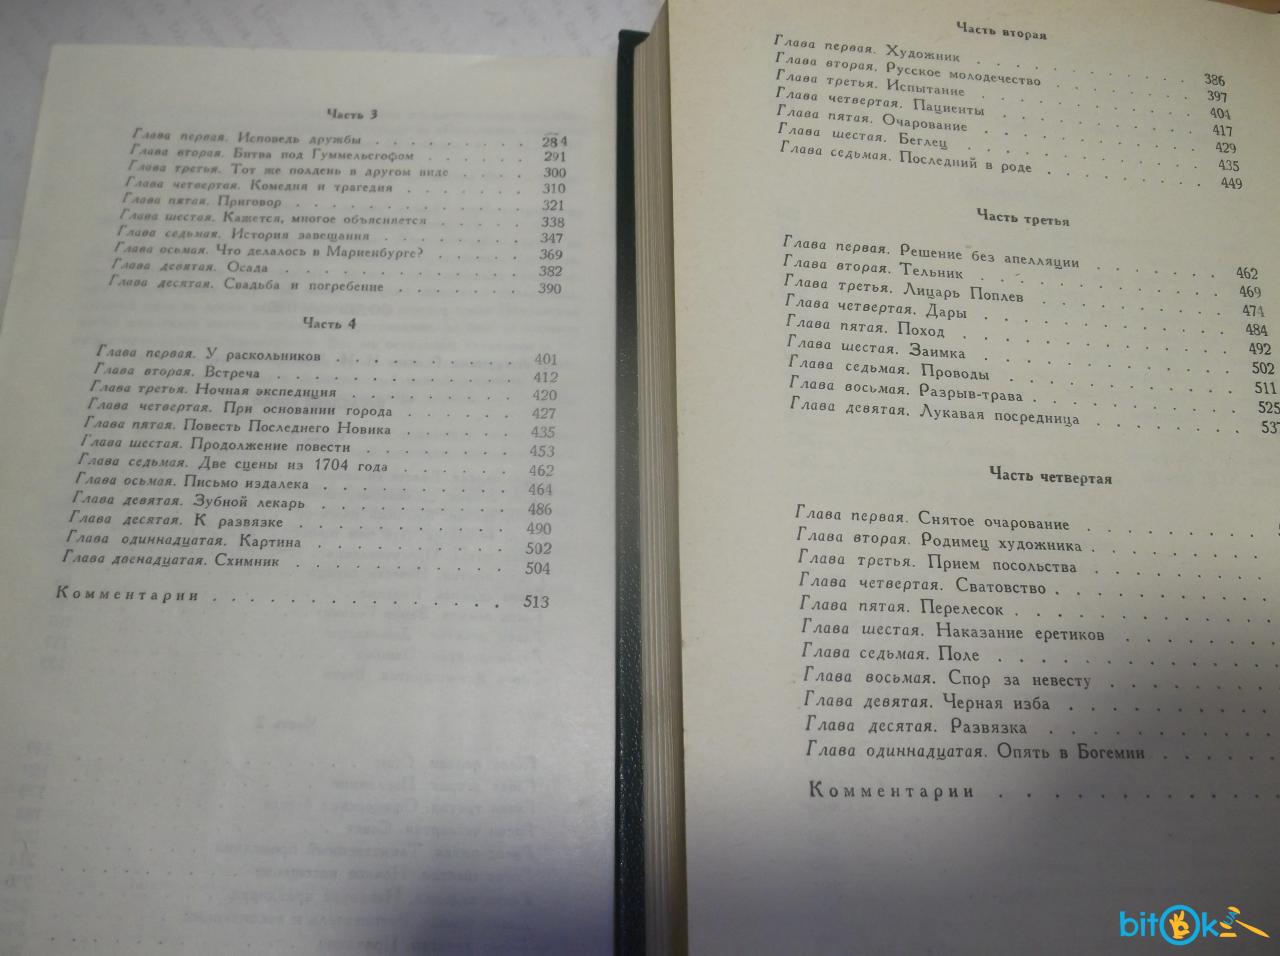 Часть 3
Глава первая. Исповедь дружбы . . . . . . . . . 284
Глава вторая. Битва под Гуммельсгофом . . . . . . 291
Глава третья. Тот же полдень в другом виде . . . . 300
Глава четвертая. Комедия и трагедия . . . . . . . 310
Глава пятая. Приговор . . . . . . . . . . . . 321
Глава шестая. Кажется, многое объясняется . . . . . 338
Глава седьмая. История завещания . . . . . . . . 347
Глава осьмая. Что делалось в Мариенбурге? . . . . . 369
Глава девятая. Осада . . . . . . . . . . . . . 382
Глава десятая. Свадьба и погребение . . . . . . . 390
Часть 4
Глава первая. У раскольников . . . . . . . . . 401
Глава вторая. Встреча . . . . . . . . . . . . 412
Глава третья. Ночная экспедиция . . . . . . . . 420
Глава четвертая. При основании города . . . . . . 427
Глава пятая. Повесть Последнего Новика . . . . . . 435
Глава шестая. Продолжение повести . . . . . . . 453
Глава седьмая. Две сцены из 1704 года . . . . . . 462
Глава осьмая. Письмо издалека . . . . . . . . . 464
Глава девятая. Зубной лекарь . . . . . . . . . 486
Глава десятая. К развязке . . . . . . . . . . 490
Глава одиннадцатая. Картина . . . . . . . . . . 502
Глава двенадцатая. Схимник . . . . . . . . . . 504
Комментарии . . . . . . . . . . . . . . . 513
Часть вторая
Глава первая. Художник . . . . . . . . . . . 386
Глава вторая. Русское молодечество . . . . . . . 397
Глава третья. Испытание . . . . . . . . . . . 404
Глава четвертая. Пациенты . . . . . . . . . . 417
Глава пятая. Очарование . . . . . . . . . . . 429
Глава шестая. Беглец . . . . . . . . . . . . 435
Глава седьмая. Последний в роде . . . . . . . . 449
Часть третья
Глава первая. Решение без апелляции . . . . . . . 462
Глава вторая. Тельник . . . . . . . . . . . . 469
Глава третья. Лицарь Поплев . . . . . . . . . . 474
Глава четвертая. Дары . . . . . . . . . . . . 484
Глава пятая. Поход . . . . . . . . . . . . . 492
Глава шестая. Заимка . . . . . . . . . . . . 502
Глава седьмая. Проводы . . . . . . . . . . . 511
Глава восьмая. Разрыв-трава . . . . . . . . . . 525
Глава девятая. Лукавая посредница . . . . . . . . 537
Часть четвертая
Глава первая. Снятое очарование . . . . . . . .
Глава вторая. Родимец художника . . . . . . . .
Глава третья. Прием посольства . . . . . . . .
Глава четвертая. Сватовство . . . . . . . . . .
Глава пятая. Перелесок . . . . . . . . . . .
Глава шестая. Наказание еретиков . . . . . . .
Глава седьмая. Поле . . . . . . . . . . . .
Глава восьмая. Спор за невесту . . . . . . . .
Глава девятая. Черная изба . . . . . . . . .
Глава десятая. Развязка . . . . . . . . . .
Глава одиннадцатая. Опять в Богемии . . . . . .
Комментарии . . . . . . . . . . . .
bitOk
UA